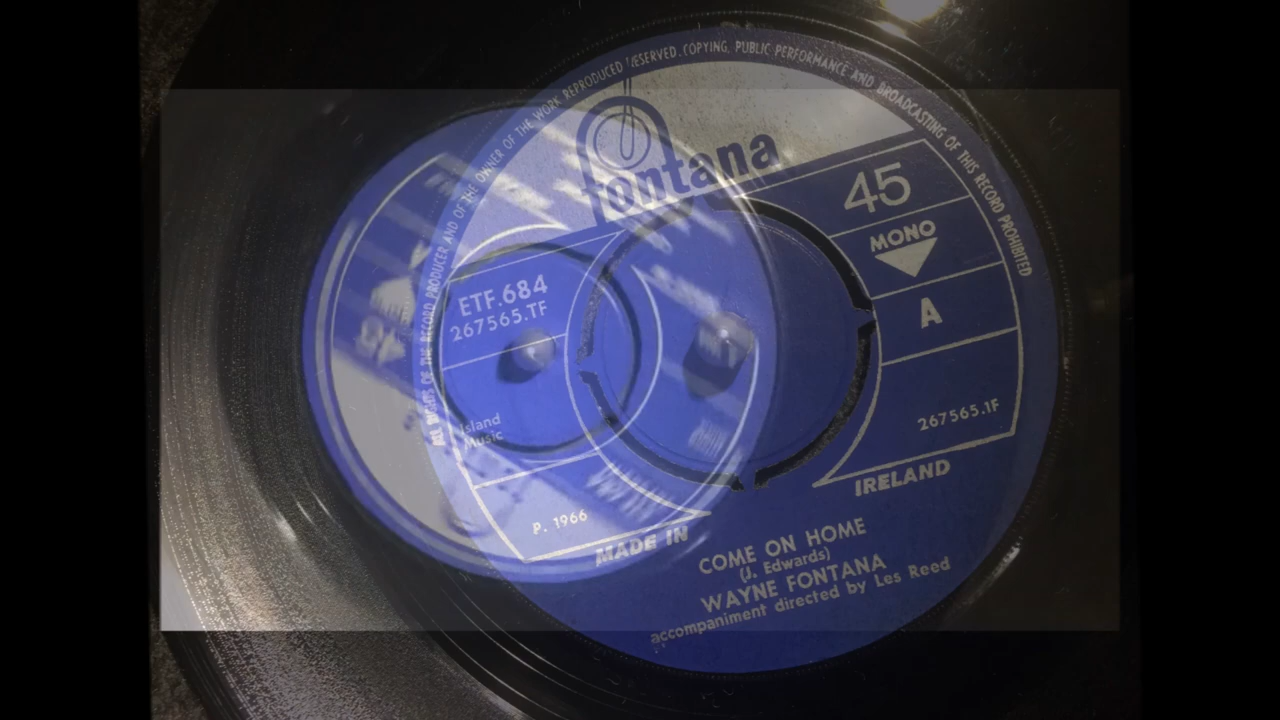 ALL RIGHTS OF THE RECORD PRODUCER AND OF THE OWNER OF THE WORK REPRODUCED RESERVED. COPYING, PUBLIC PERFORMANCE AND BROADCASTING OF THIS RECORD PROHIBITED
fontana
45
MONO
A
ETF.684
267565.TF
267565.1F
Island
Music
P. 1966
MADE IN
IRELAND
COME ON HOME
(J. Edwards)
WAYNE FONTANA
accompaniment directed by Les Reed